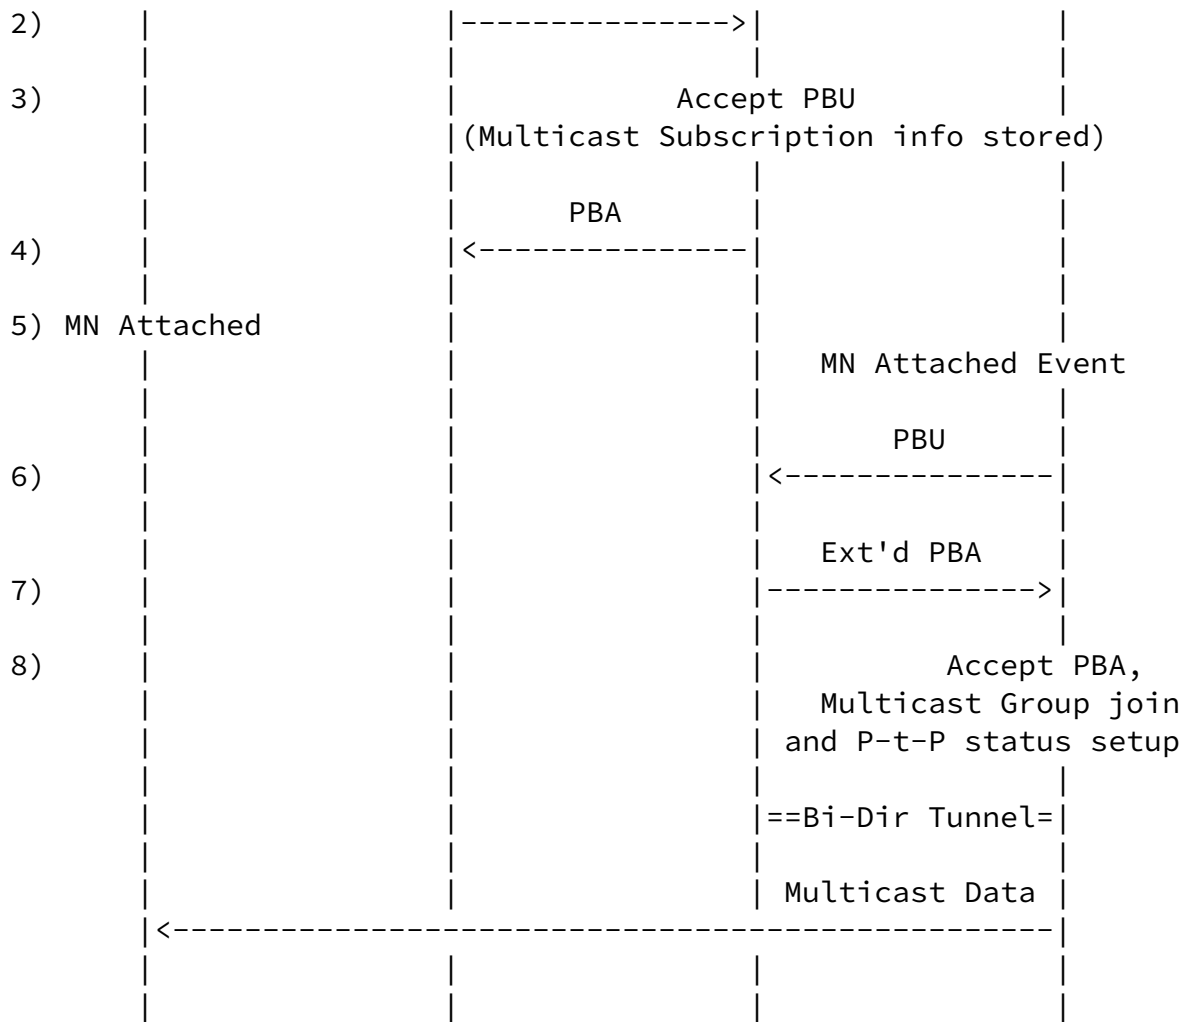 2) | |--------------->| |
3) | | Accept PBU |
|(Multicast Subscription info stored)
PBA
4) | |<---------------| |
5) MN Attached
MN Attached Event
PBU
6) | | |<---------------|
Ext'd PBA
7) | | |--------------->|
8) | | | Accept PBA,
Multicast Group join
and P-t-P status setup
|==Bi-Dir Tunnel=|
Multicast Data
|<--------------------------------------------------|